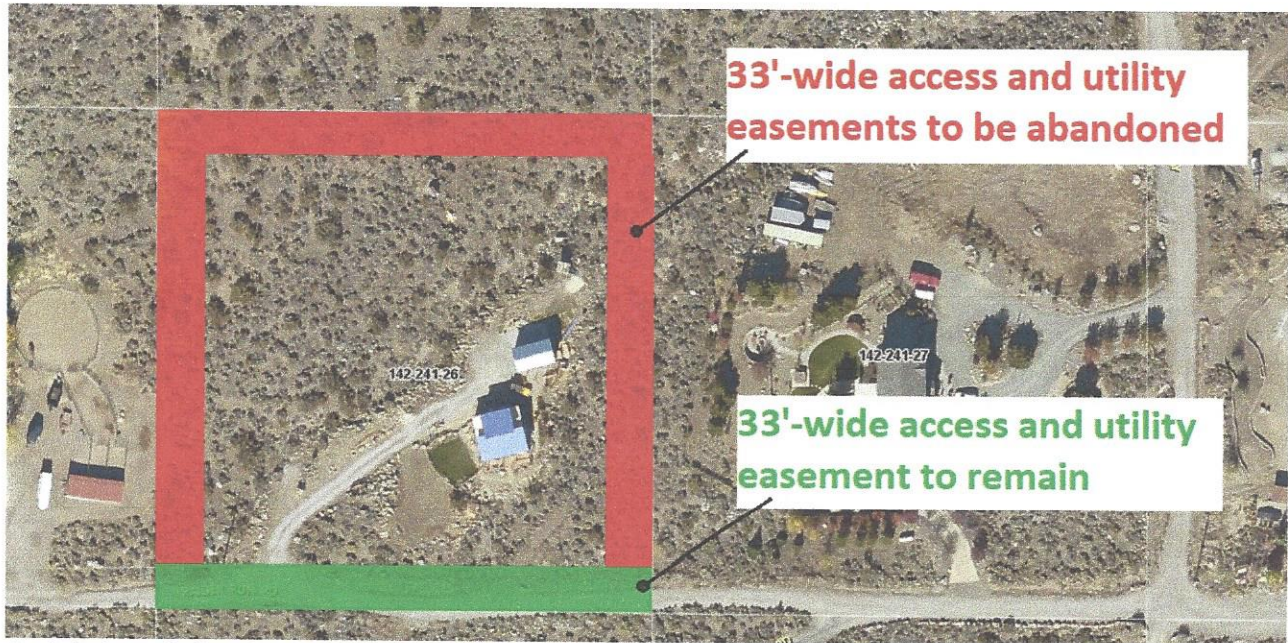 33'-wide access and utility
easements to be abandoned
142-241-26
142-241-27
33'-wide access and utility
easement to remain